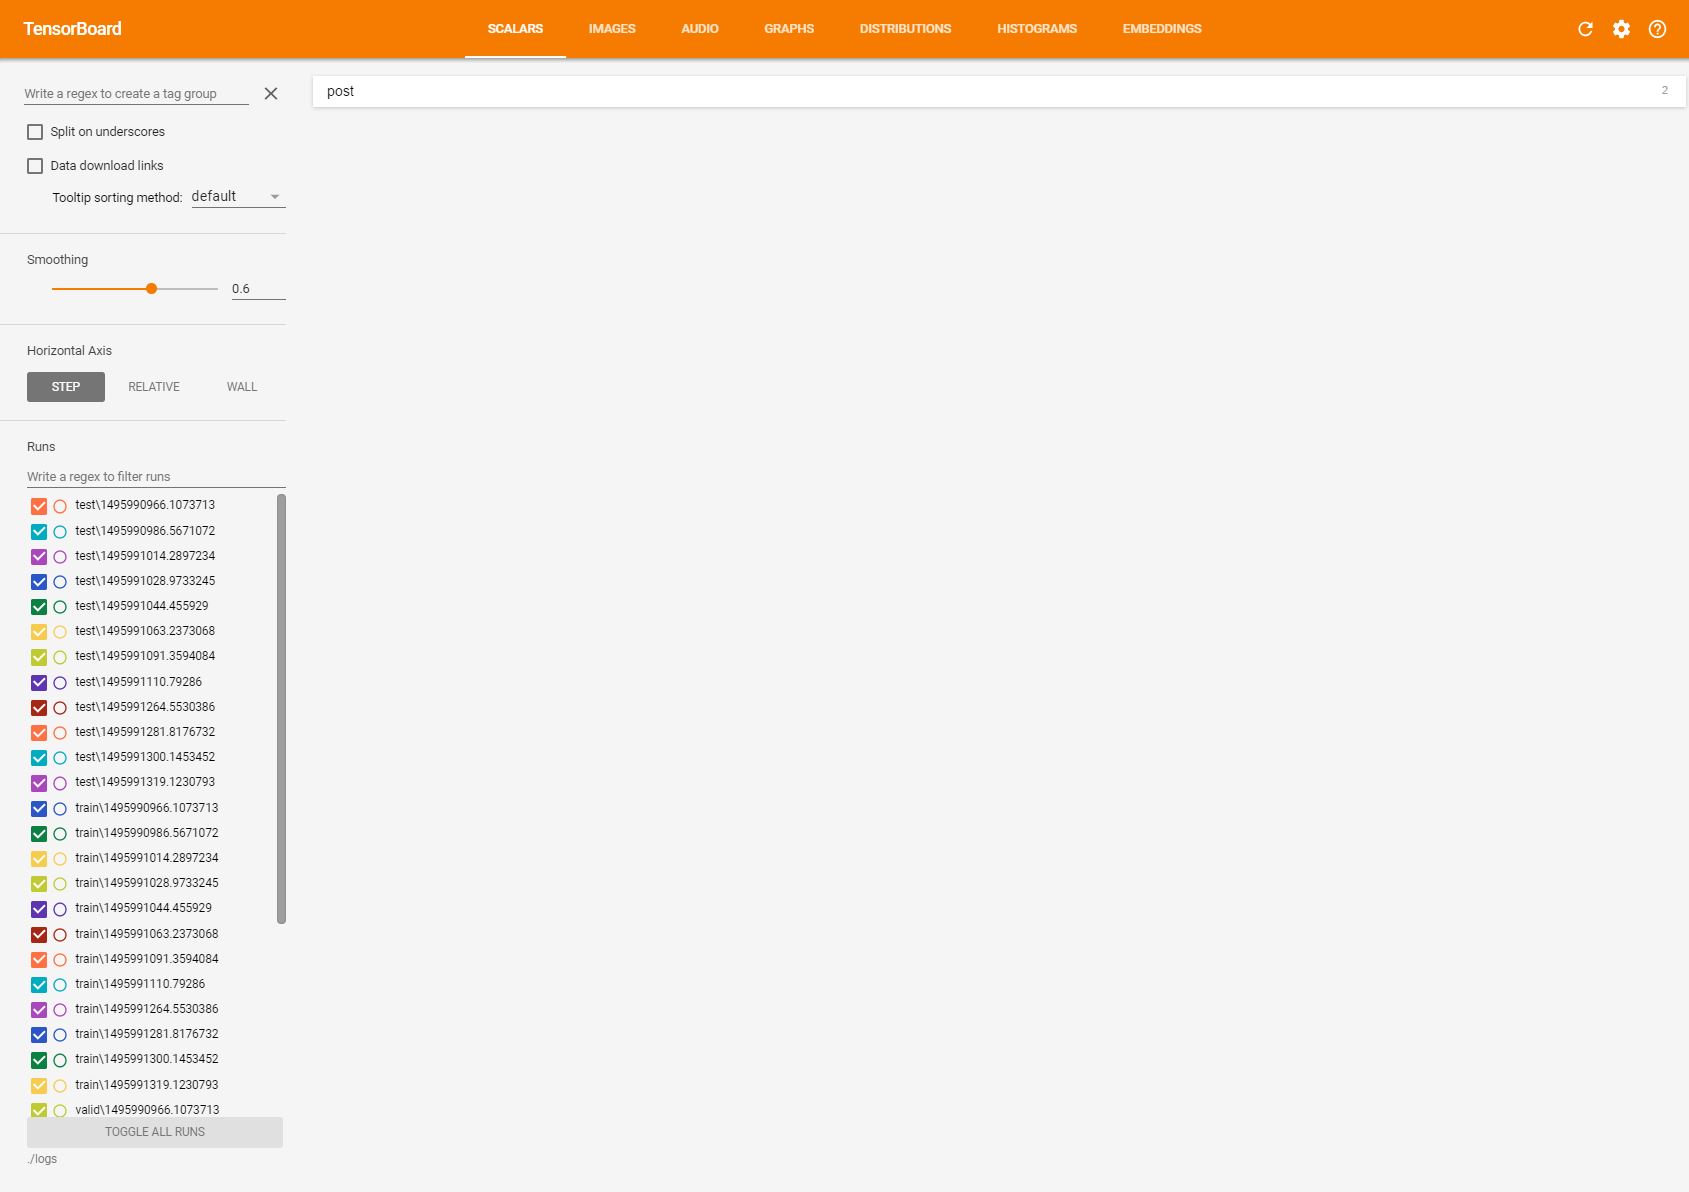 TensorBoard
SCALARS IMAGES AUDIO GRAPHS DISTRIBUTIONS HISTOGRAMS EMBEDDINGS
Write a regex to create a tag group
Split on underscores
Data download links
Tooltip sorting method: default
Smoothing
0.6
Horizontal Axis
STEP RELATIVE WALL
Runs
Write a regex to filter runs
test\1495990966.1073713
test\1495990986.5671072
test\1495991014.2897234
test\1495991028.9733245
test\1495991044.455929
test\1495991063.2373068
test\1495991091.3594084
test\1495991110.79286
test\1495991264.5530386
test\1495991281.8176732
test\1495991300.1453452
test\1495991319.1230793
train\1495990966.1073713
train\1495990986.5671072
train\1495991014.2897234
train\1495991028.9733245
train\1495991044.455929
train\1495991063.2373068
train\1495991091.3594084
train\1495991110.79286
train\1495991264.5530386
train\1495991281.8176732
train\1495991300.1453452
train\1495991319.1230793
valid\1495990966.1073713
TOGGLE ALL RUNS
./logs
post 2